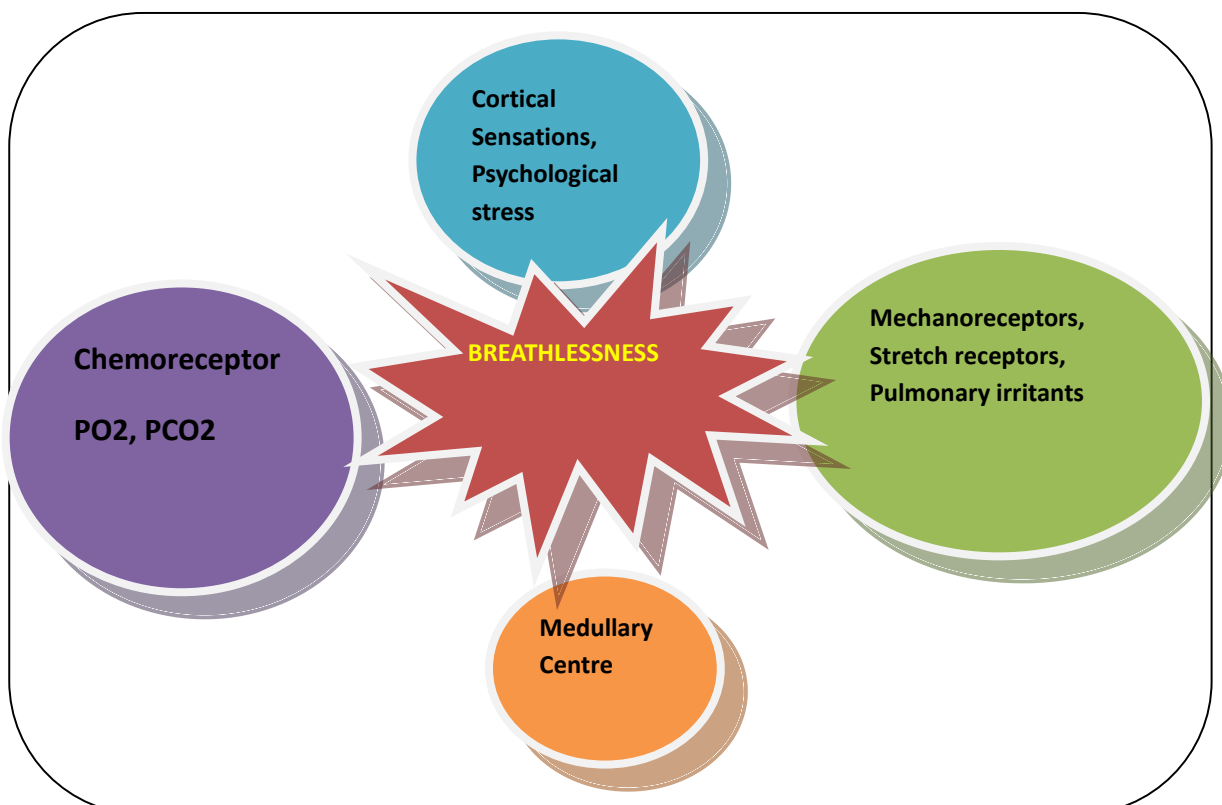 Cortical
Sensations,
Psychological
stress
BREATHLESSNESS
Mechanoreceptors,
Stretch receptors,
Pulmonary irritants
Chemoreceptor
PO2, PCO2
Medullary
Centre